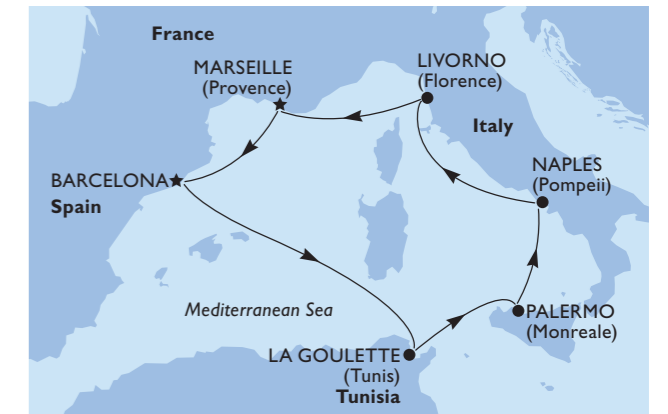 France
MARSEILLE
(Provence)
LIVORNO
(Florence)
Italy
NAPLES
(Pompeii)
BARCELONA
Spain
Mediterranean Sea
PALERMO
(Monreale)
LA GOULETTE
(Tunis)
Tunisia